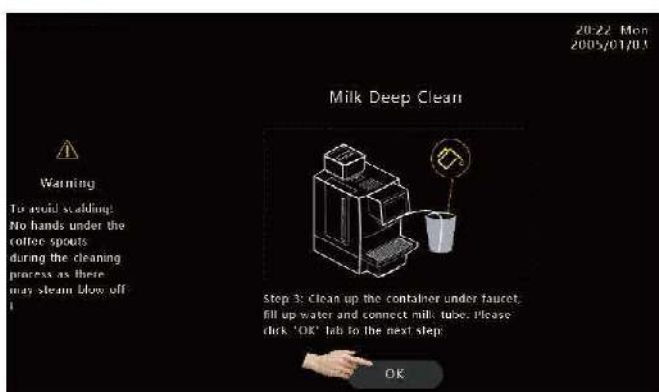 20:22 Mon
2005/01/03
Milk Deep Clean
Warning
To avoid scalding!
No hands under the
coffee spouts
during the cleaning
process as there
may steam blow off
!
Step 3: Clean up the container under faucet,
fill up water and connect milk tube. Please
click "OK" tab to the next step:
OK